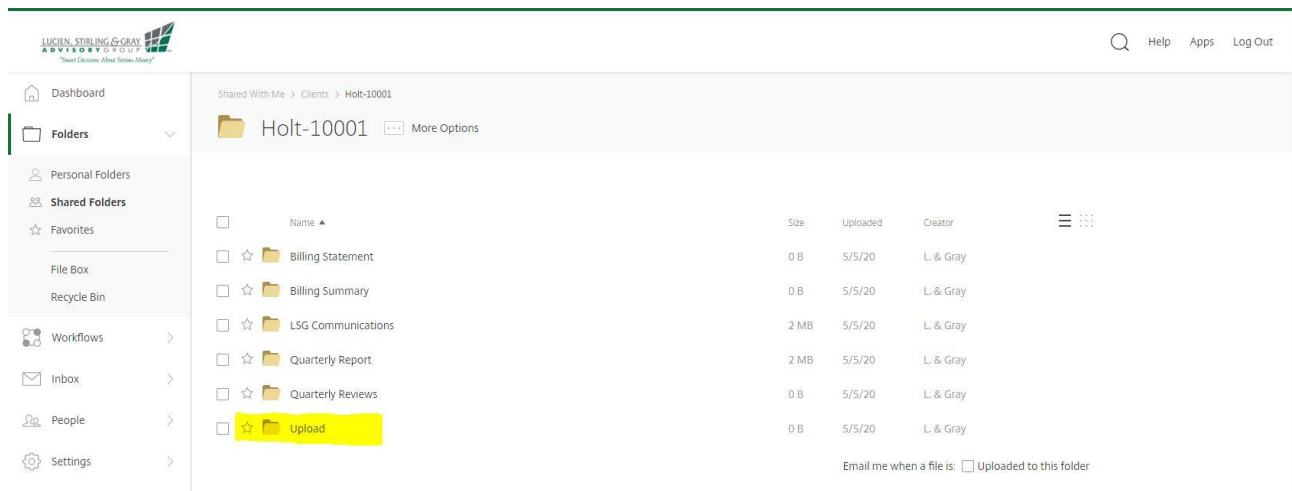 LUCIEN, STIRLING & GRAY
ADVISORY GROUP
"Smart Decisions About Serious Money"
Help Apps Log Out
Dashboard
Folders
Personal Folders
Shared Folders
Favorites
File Box
Recycle Bin
Workflows
Inbox
People
Settings
Shared With Me > Clients > Holt-10001
Holt-10001 ... More Options
Name Size Uploaded Creator
Billing Statement 0 B 5/5/20 L. & Gray
Billing Summary 0 B 5/5/20 L. & Gray
LSG Communications 2 MB 5/5/20 L. & Gray
Quarterly Report 2 MB 5/5/20 L. & Gray
Quarterly Reviews 0 B 5/5/20 L. & Gray
Upload 0 B 5/5/20 L. & Gray
Email me when a file is: Uploaded to this folder